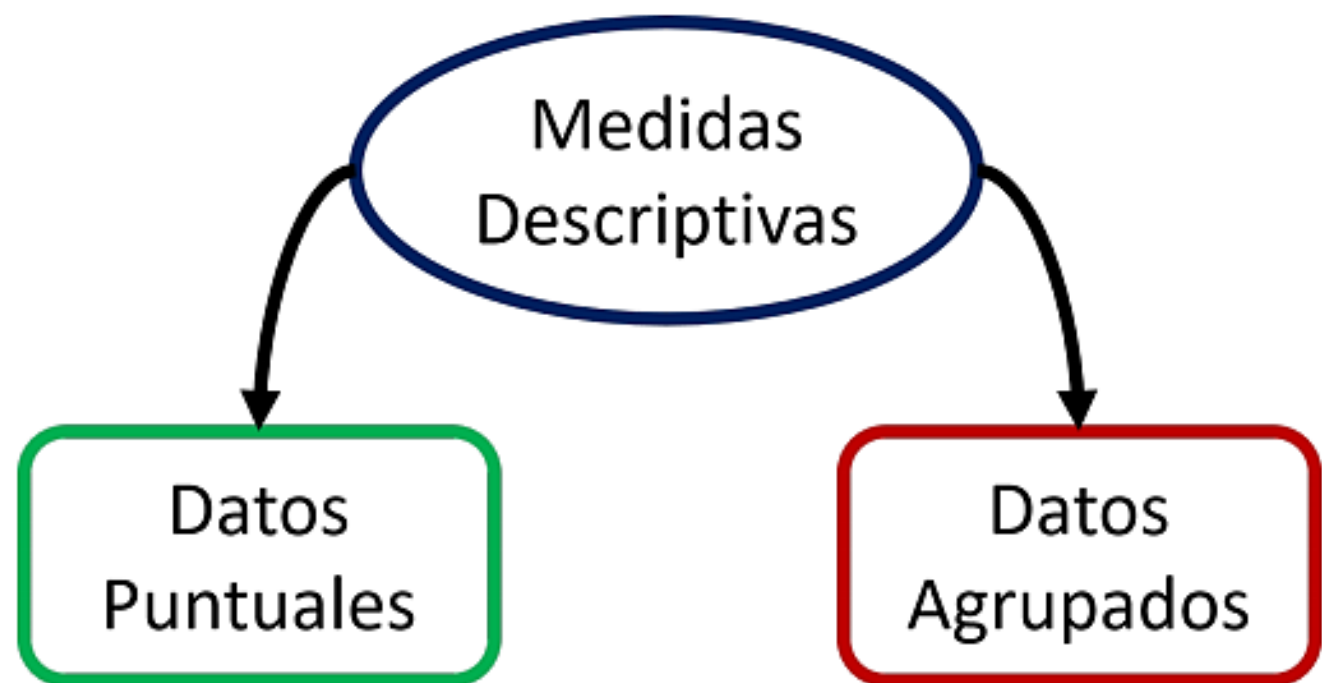 Medidas
Descriptivas
Datos
Puntuales
Datos
Agrupados